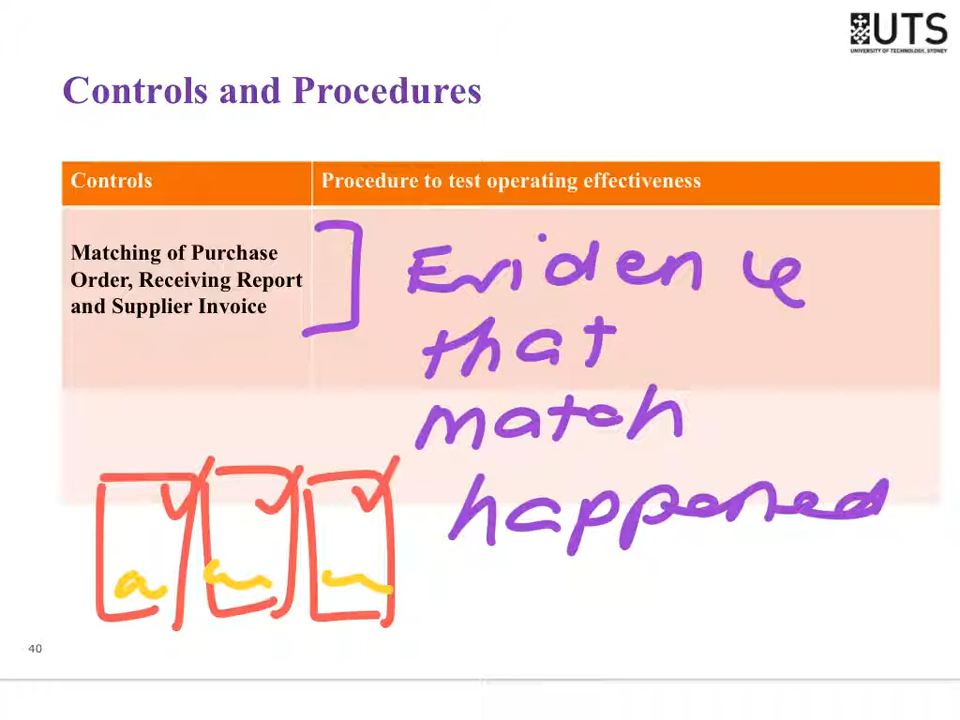 UTS
UNIVERSITY OF TECHNOLOGY, SYDNEY
Controls and Procedures
Controls
Procedure to test operating effectiveness
Matching of Purchase
Order, Receiving Report
and Supplier Invoice
Evidence
that
match
happened
40